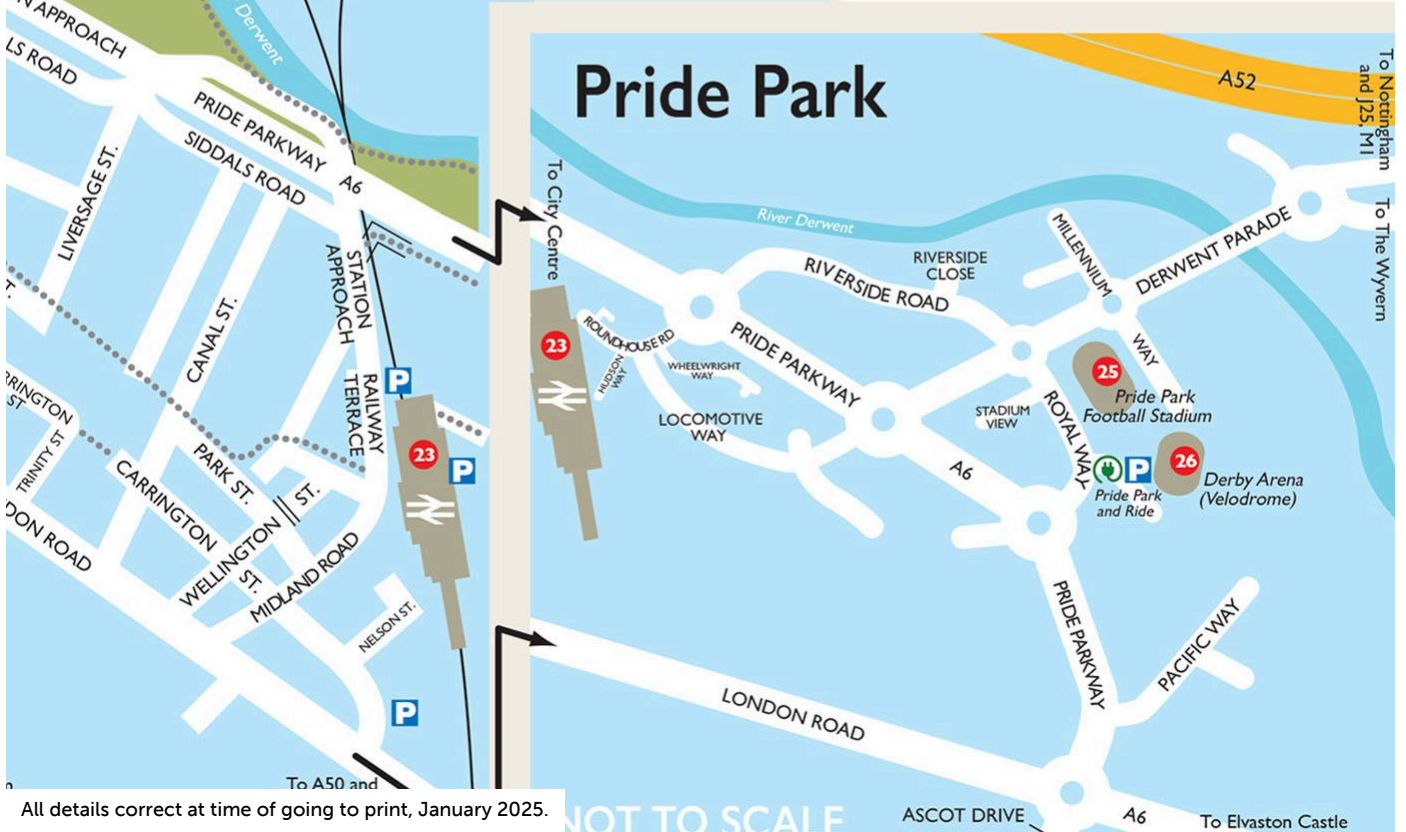 N APPROACH
LS ROAD
Derwent
PRIDE PARKWAY
SIDDALS ROAD
A6
LIVERSAGE ST.
STATION
APPROACH
CANAL ST.
RAILWAY
TERRACE
P
23
P
TRINITY ST
PARK ST.
CARRINGTON
ST.
WELLINGTON
ST.
MIDLAND ROAD
NELSON ST.
DON ROAD
P
To A50 and
All details correct at time of going to print, January 2025.
Pride Park
A52
To Nottingham
and J25, M1
To The Wyvern
To City Centre
River Derwent
RIVERSIDE
CLOSE
RIVERSIDE ROAD
MILLENNIUM
WAY
DERWENT PARADE
23
ROUNDHOUSE RD
HUDSON
WAY
WHEELWRIGHT
WAY
LOCOMOTIVE
WAY
PRIDE PARKWAY
STADIUM
VIEW
ROYAL WAY
25
Pride Park
Football Stadium
26
Derby Arena
(Velodrome)
P
Pride Park
and Ride
A6
PRIDE PARKWAY
PACIFIC WAY
LONDON ROAD
NOT TO SCALE
ASCOT DRIVE
A6
To Elvaston Castle